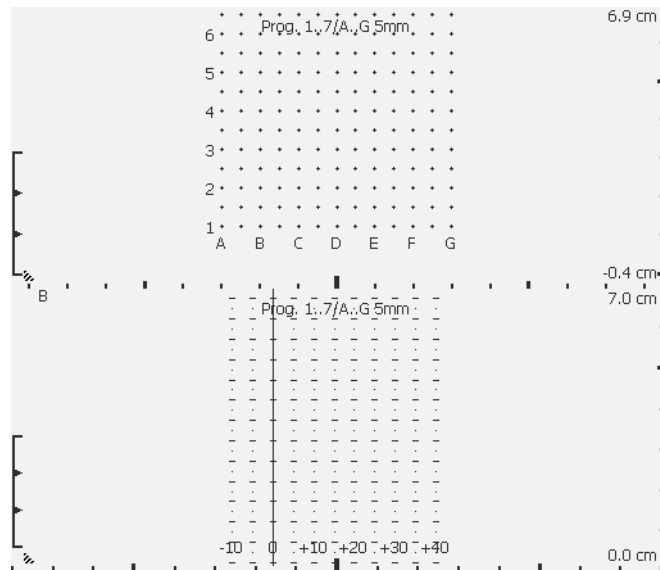 6.9 cm
Prog. 1..7/A..G 5mm
6
5
4
3
2
1
A B C D E F G
-0.4 cm
B
7.0 cm
Prog. 1..7/A..G 5mm
-10 0 +10 +20 +30 +40
0.0 cm